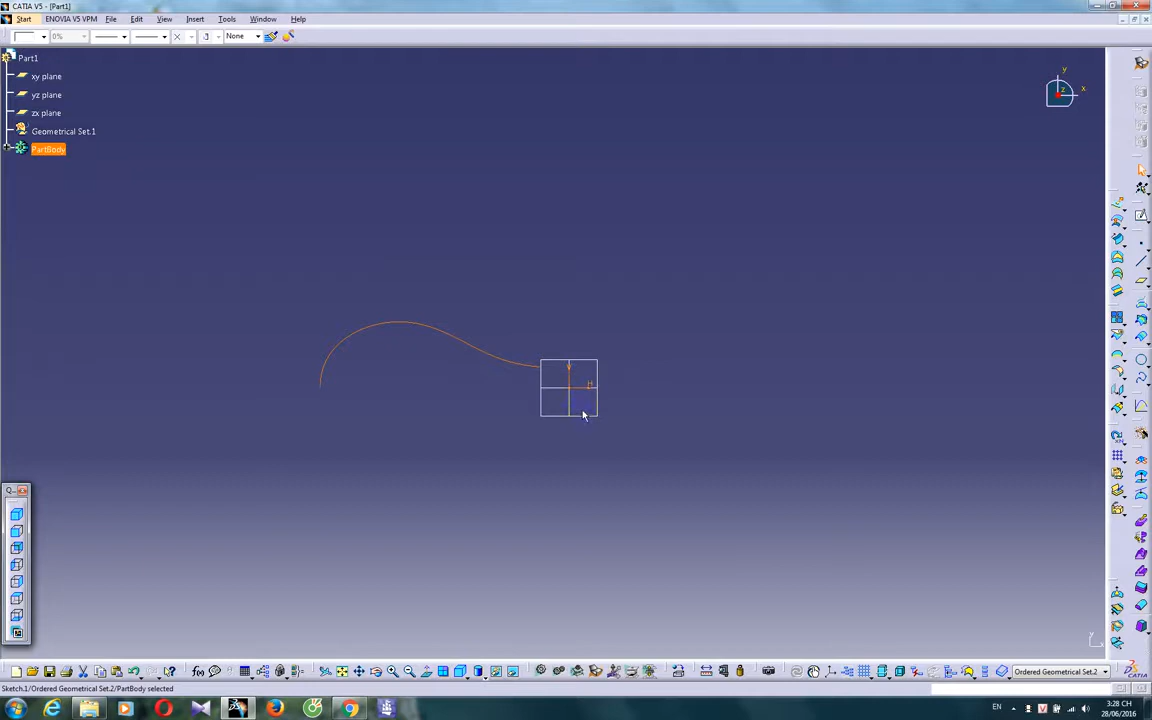 CATIA V5 - [Part1]
Start ENOVIA V5 VPM File Edit View Insert Tools Window Help
0% None
Part1
xy plane
yz plane
zx plane
Geometrical Set.1
PartBody
y
x
z
V
H
Q...
Ordered Geometrical Set.2
Sketch.1/Ordered Geometrical Set.2/PartBody selected
EN
3:28 CH
28/06/2016